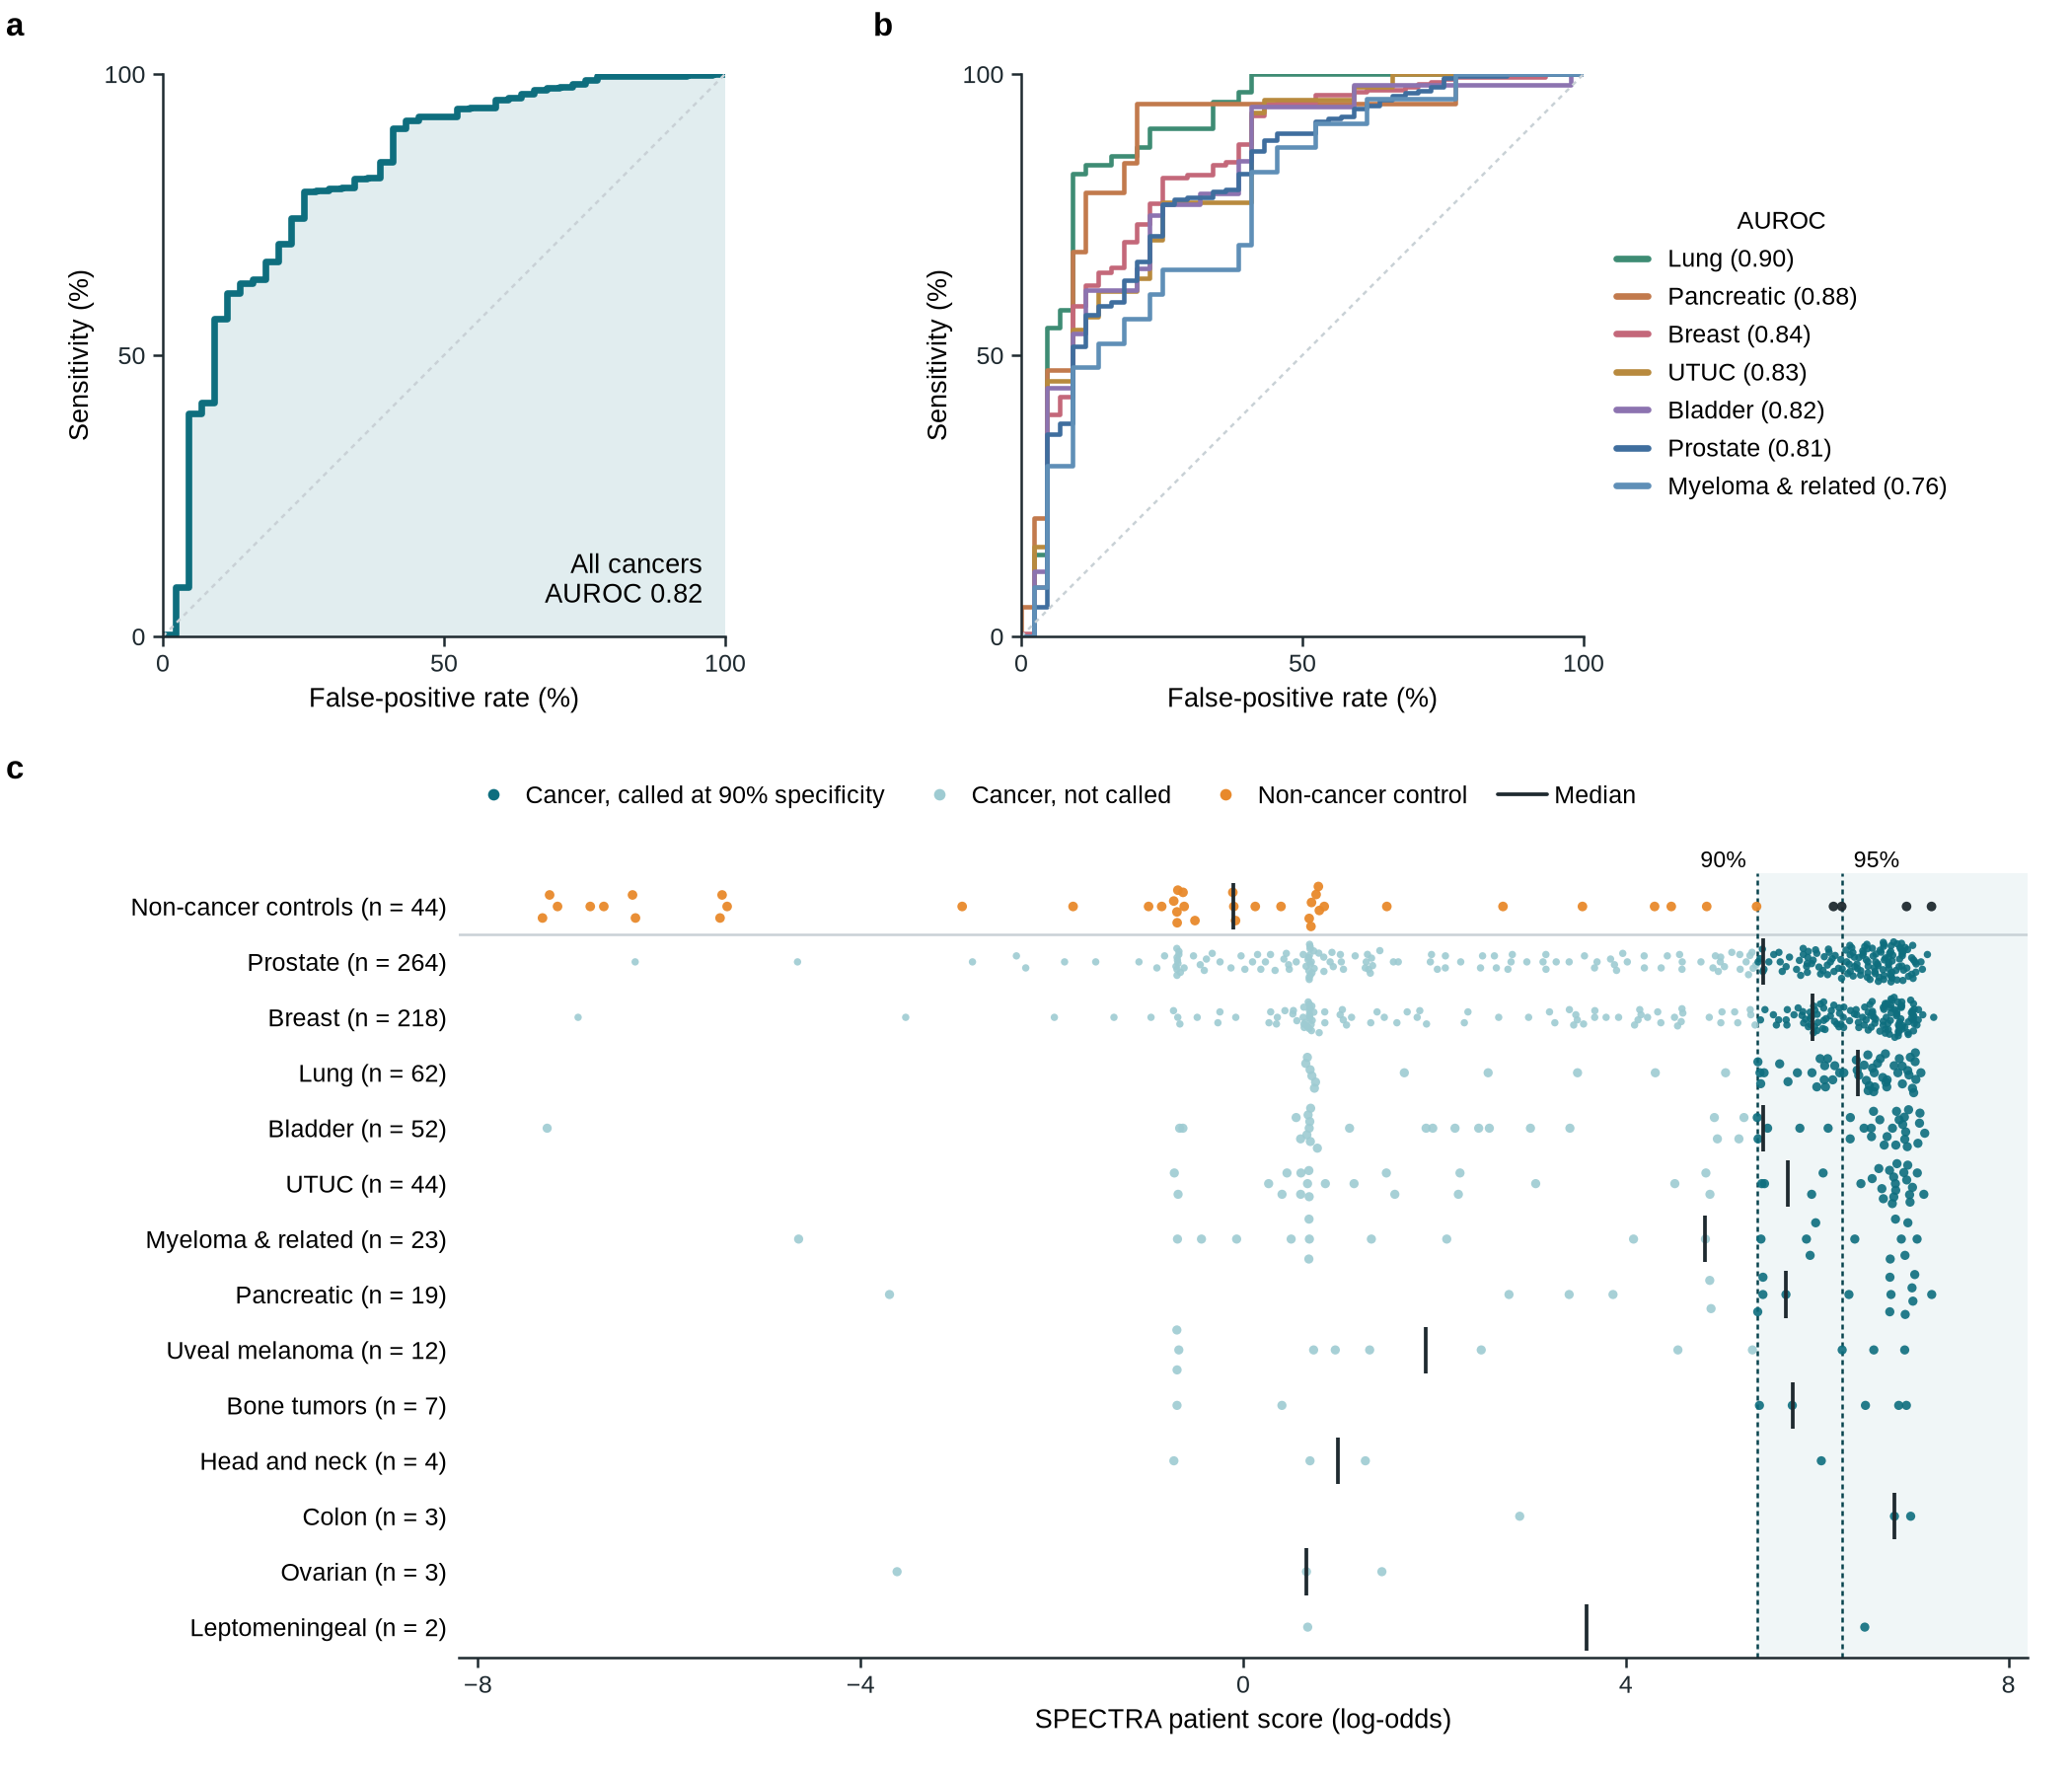 a
100
50
0
0
50
100
Sensitivity (%)
False-positive rate (%)
All cancers
AUROC 0.82
b
100
50
0
0
50
100
Sensitivity (%)
False-positive rate (%)
AUROC
Lung (0.90)
Pancreatic (0.88)
Breast (0.84)
UTUC (0.83)
Bladder (0.82)
Prostate (0.81)
Myeloma & related (0.76)
c
Cancer, called at 90% specificity
Cancer, not called
Non-cancer control
Median
90%
95%
Non-cancer controls (n = 44)
Prostate (n = 264)
Breast (n = 218)
Lung (n = 62)
Bladder (n = 52)
UTUC (n = 44)
Myeloma & related (n = 23)
Pancreatic (n = 19)
Uveal melanoma (n = 12)
Bone tumors (n = 7)
Head and neck (n = 4)
Colon (n = 3)
Ovarian (n = 3)
Leptomeningeal (n = 2)
−8
−4
0
4
8
SPECTRA patient score (log-odds)